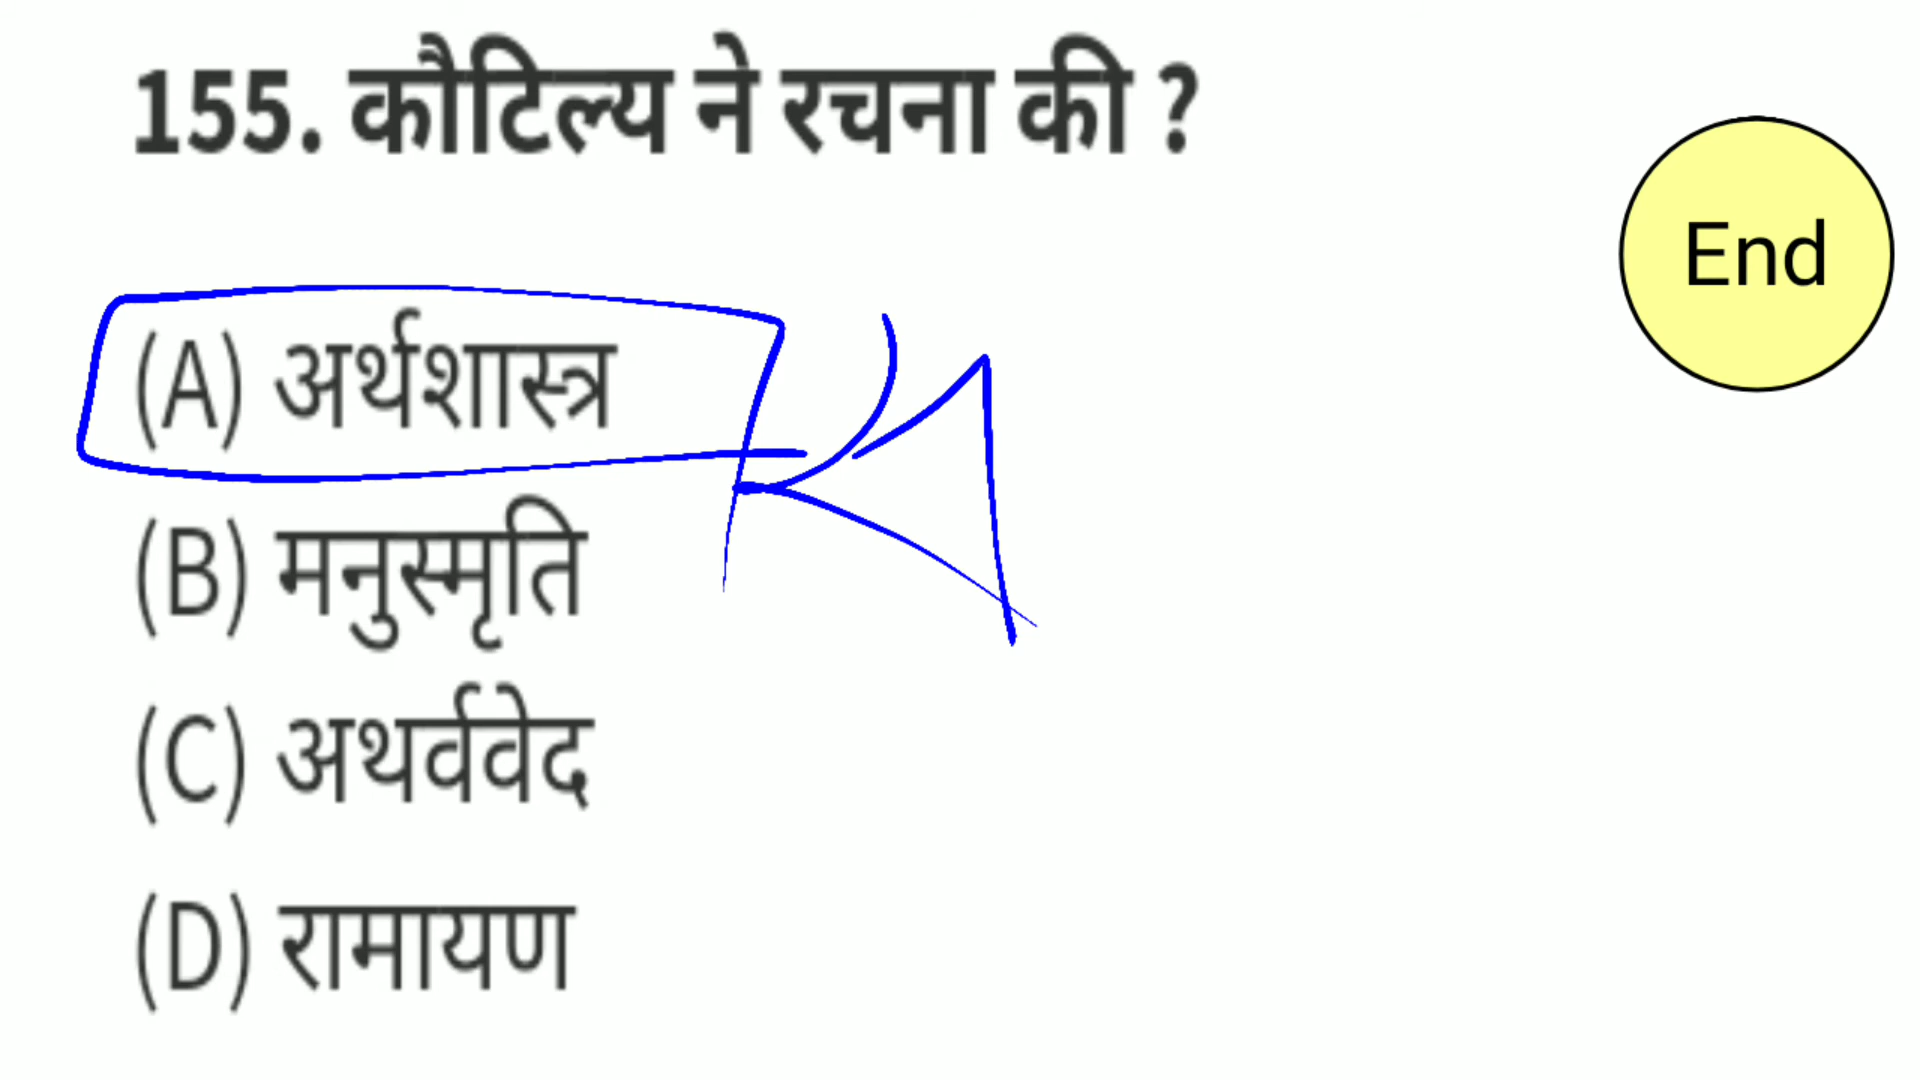 155. कौटिल्य ने रचना की ?
End
(A) अर्थशास्त्र
(B) मनुस्मृति
(C) अथर्ववेद
(D) रामायण